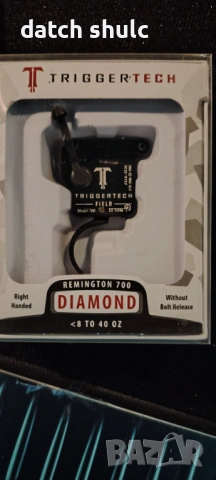 datch shulc
TRIGGERTECH
TRIGGERTECH
FIELD
REMINGTON 700
Right
Handed
DIAMOND
Without
Bolt Release
<8 TO 40 OZ
BAZAR